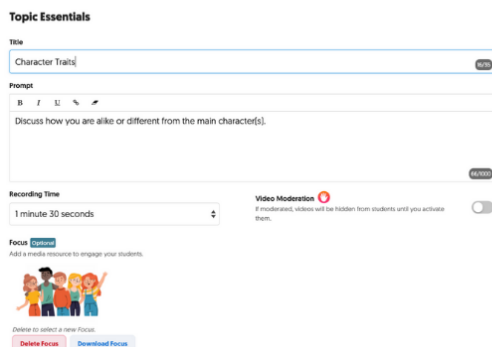 Topic Essentials
Title
Character Traits
16/55
Prompt
B I U
Discuss how you are alike or different from the main character(s).
66/1000
Recording Time
1 minute 30 seconds
Video Moderation
If moderated, videos will be hidden from students until you activate
them.
Focus Optional
Add a media resource to engage your students.
Delete to select a new Focus.
Delete Focus
Download Focus